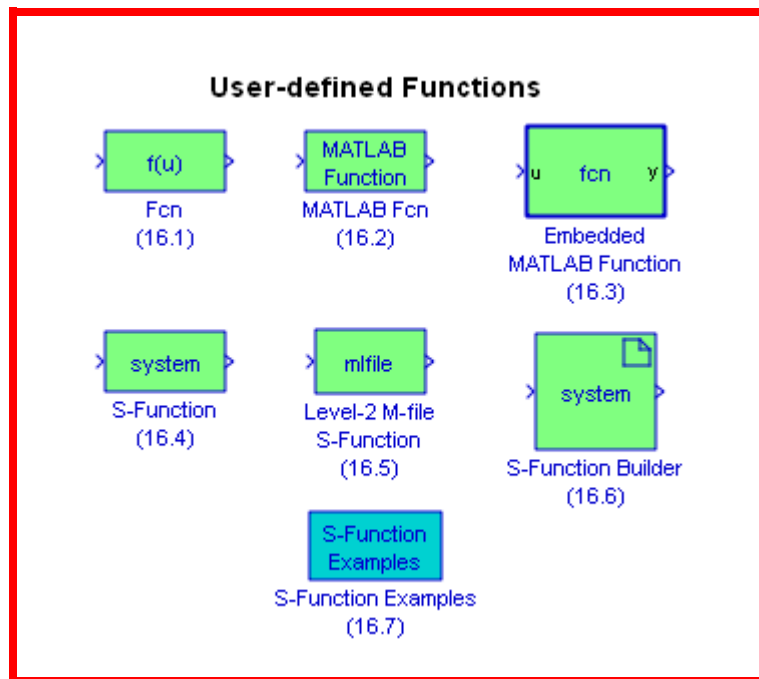 User-defined Functions
f(u)
Fcn
(16.1)
MATLAB
Function
MATLAB Fcn
(16.2)
u fcn y
Embedded
MATLAB Function
(16.3)
system
S-Function
(16.4)
mlfile
Level-2 M-file
S-Function
(16.5)
system
S-Function Builder
(16.6)
S-Function
Examples
S-Function Examples
(16.7)